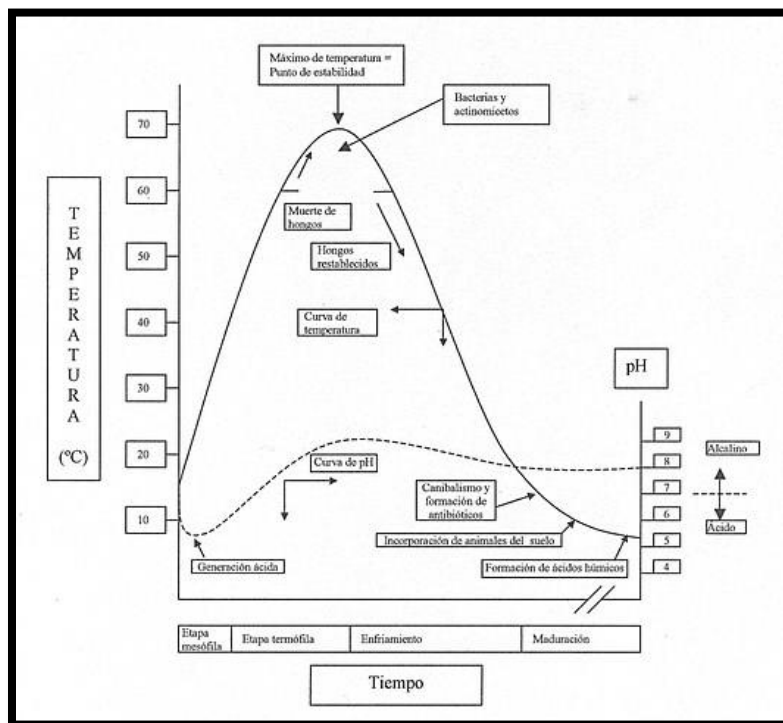 Máximo de temperatura =
Punto de estabilidad
Bacterias y
actinomicetos
70
60
50
40
30
20
10
TEMPERATURA
(ºC)
Muerte de
hongos
Hongos
restablecidos
Curva de
temperatura
pH
9
8
7
6
5
4
Alcalino
Ácido
Curva de pH
Canibalismo y
formación de
antibióticos
Incorporación de animales del suelo
Generación ácida
Formación de ácidos húmicos
Etapa
mesófila
Etapa termófila
Enfriamiento
Maduración
Tiempo